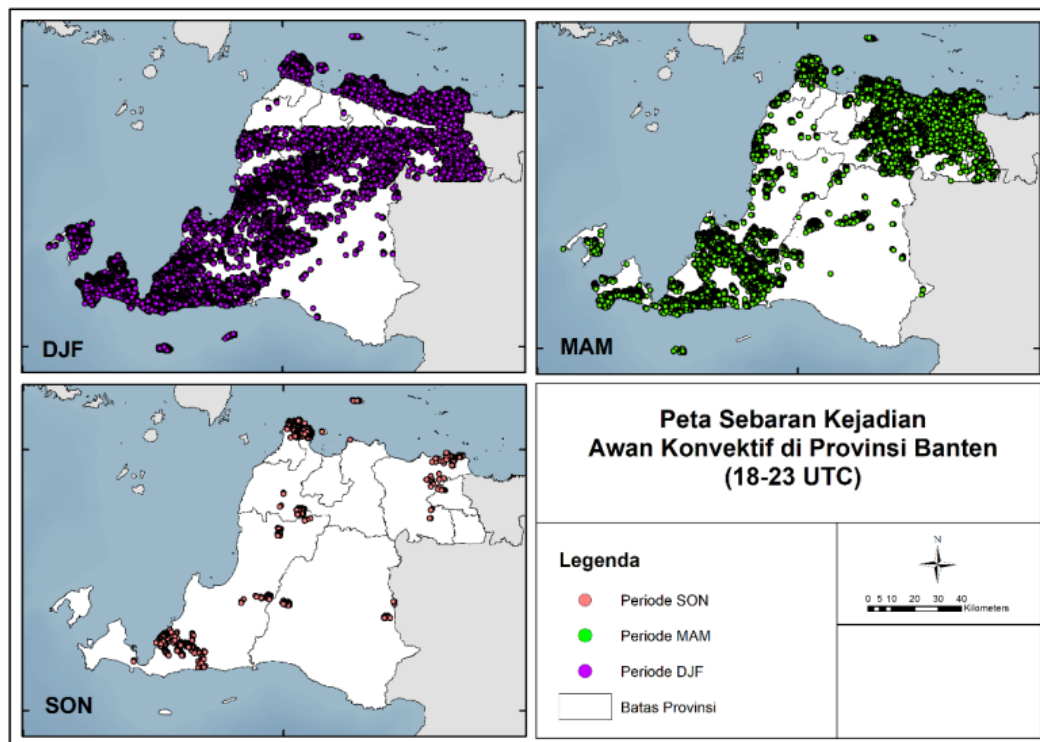 DJF
MAM
SON
Peta Sebaran Kejadian
Awan Konvektif di Provinsi Banten
(18-23 UTC)
Legenda
Periode SON
Periode MAM
Periode DJF
Batas Provinsi
N
0 5 10 20 30 40
Kilometers